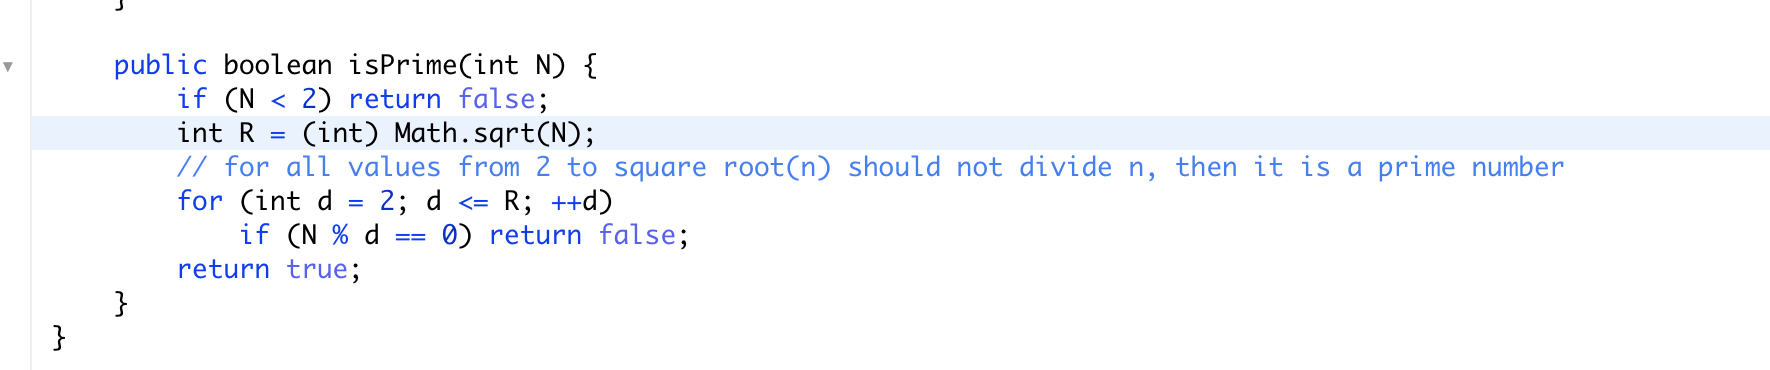 }
public boolean isPrime(int N) {
if (N < 2) return false;
int R = (int) Math.sqrt(N);
// for all values from 2 to square root(n) should not divide n, then it is a prime number
for (int d = 2; d <= R; ++d)
if (N % d == 0) return false;
return true;
}
}